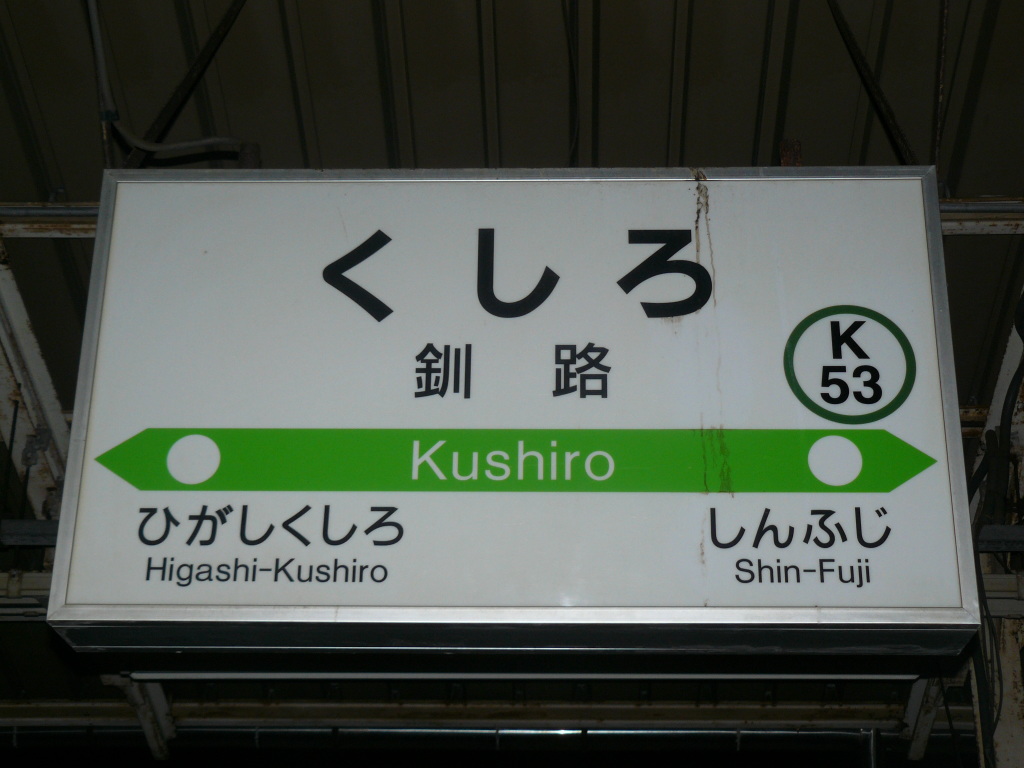 くしろ
釧路
K
53
Kushiro
ひがしくしろ
Higashi-Kushiro
しんふじ
Shin-Fuji